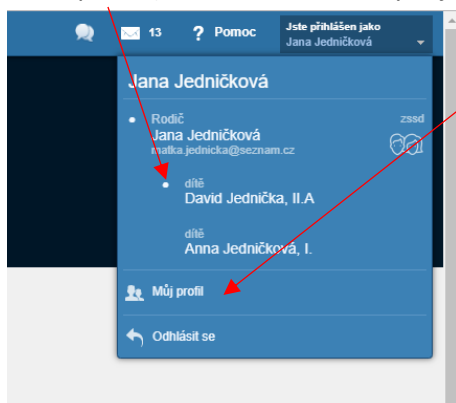 13
? Pomoc
Jste přihlášen jako
Jana Jedničková
Jana Jedničková
Rodič
zssd
Jana Jedničková
matka.jednicka@seznam.cz
dítě
David Jednička, II.A
dítě
Anna Jedničková, I.
Můj profil
Odhlásit se